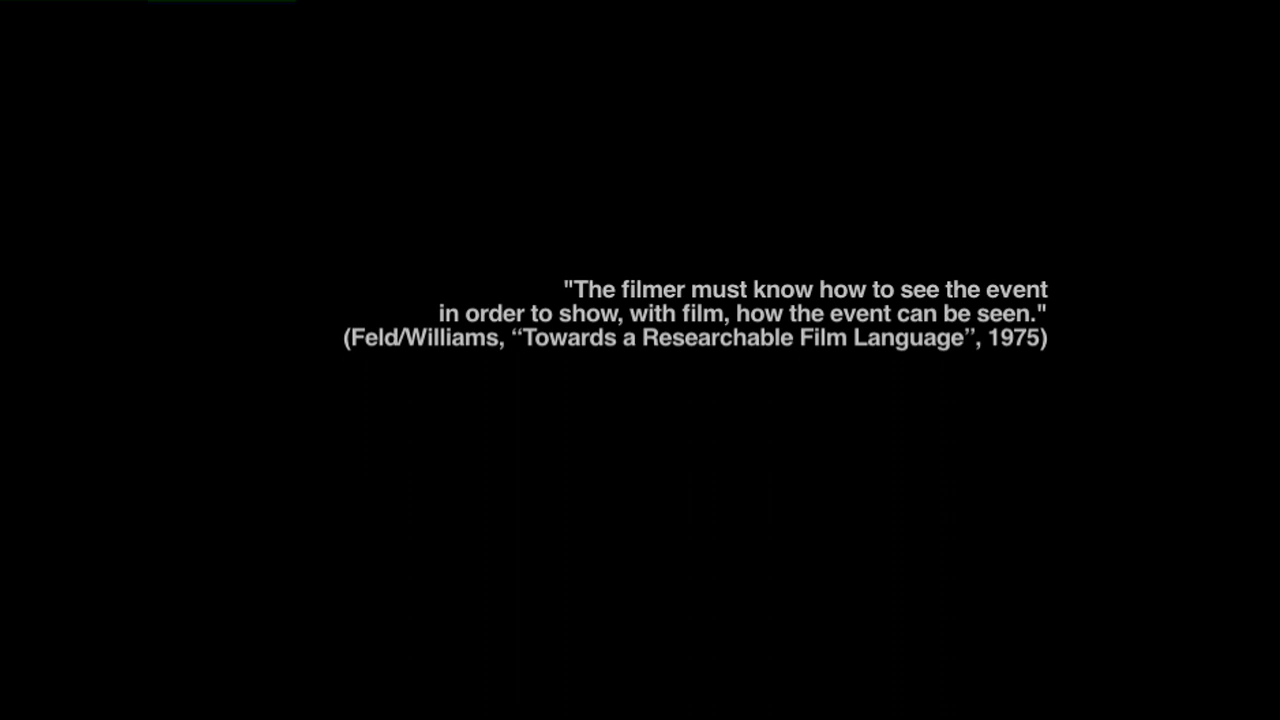 "The filmer must know how to see the event
in order to show, with film, how the event can be seen."
(Feld/Williams, “Towards a Researchable Film Language”, 1975)